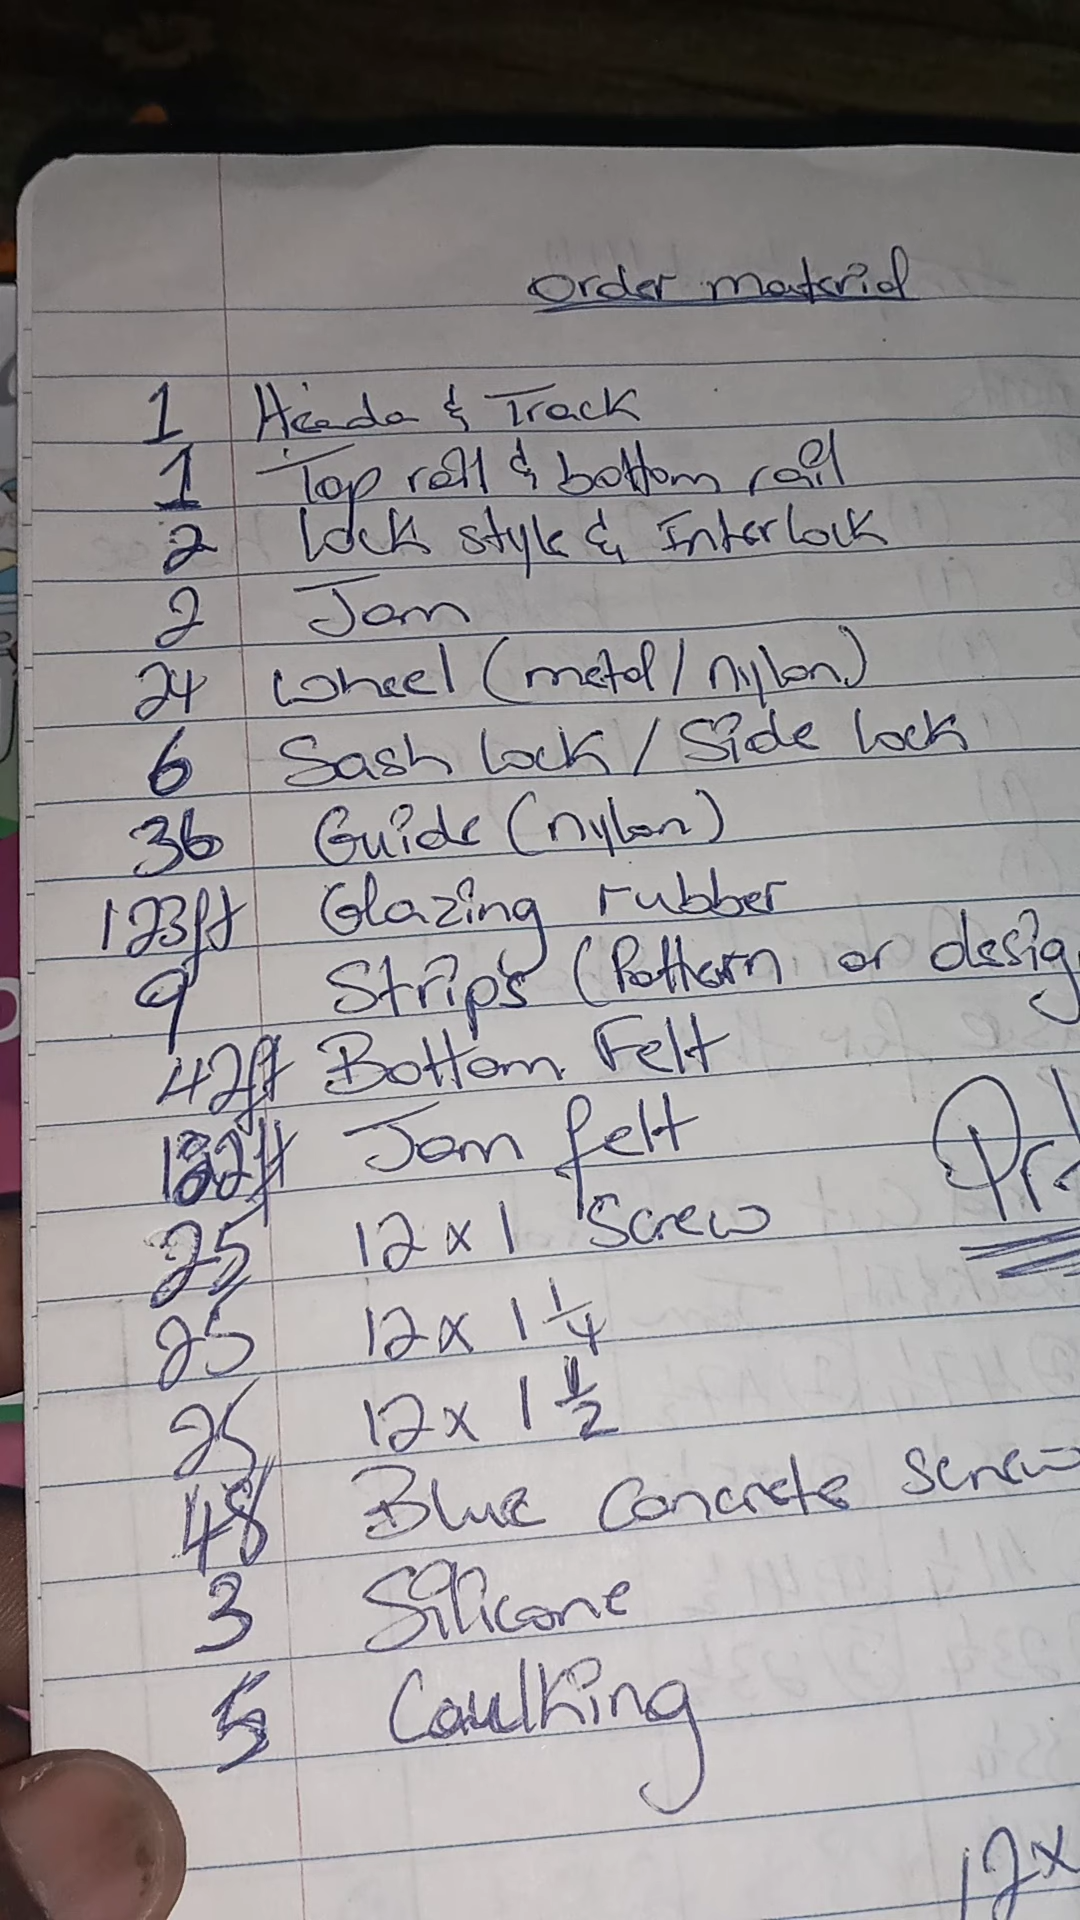 Order material
1 Heada & Track
1 Top rail & bottom rail
2 Lock style & Interlock
2 Jam
24 Wheel (metal/nylon)
6 Sash lock / Side lock
36 Guide (nylon)
123ft Glazing rubber
9 Strips (Pattern or desig
42ft Bottom Felt
Jam felt
25 12 x 1 Screw
25 12 x 1 1/4
25 12 x 1 1/2
48 Blue Concrete Screw
3 Silicone
5 Caulking
12x